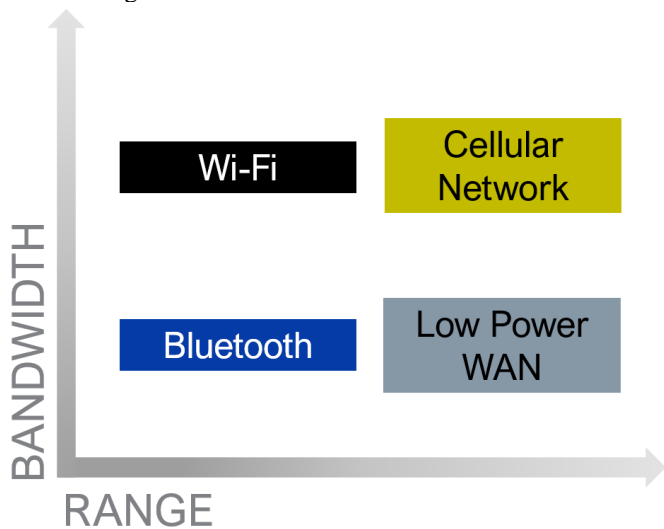 Wi-Fi
Cellular
Network
Bluetooth
Low Power
WAN
BANDWIDTH
RANGE